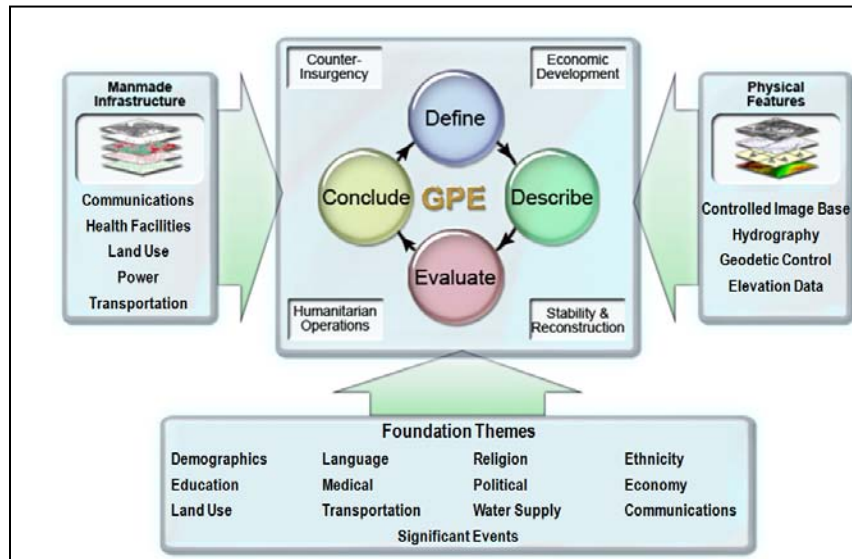 Counter-
Insurgency
Economic
Development
Manmade
Infrastructure
Communications
Health Facilities
Land Use
Power
Transportation
Define
Conclude
GPE
Describe
Evaluate
Physical
Features
Controlled Image Base
Hydrography
Geodetic Control
Elevation Data
Humanitarian
Operations
Stability &
Reconstruction
Foundation Themes
Demographics Language Religion Ethnicity
Education Medical Political Economy
Land Use Transportation Water Supply Communications
Significant Events